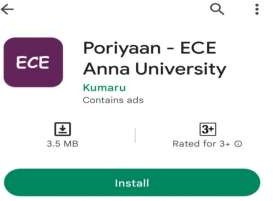 ECE
Poriyaan - ECE
Anna University
Kumaru
Contains ads
3+
3.5 MB
Rated for 3+
Install